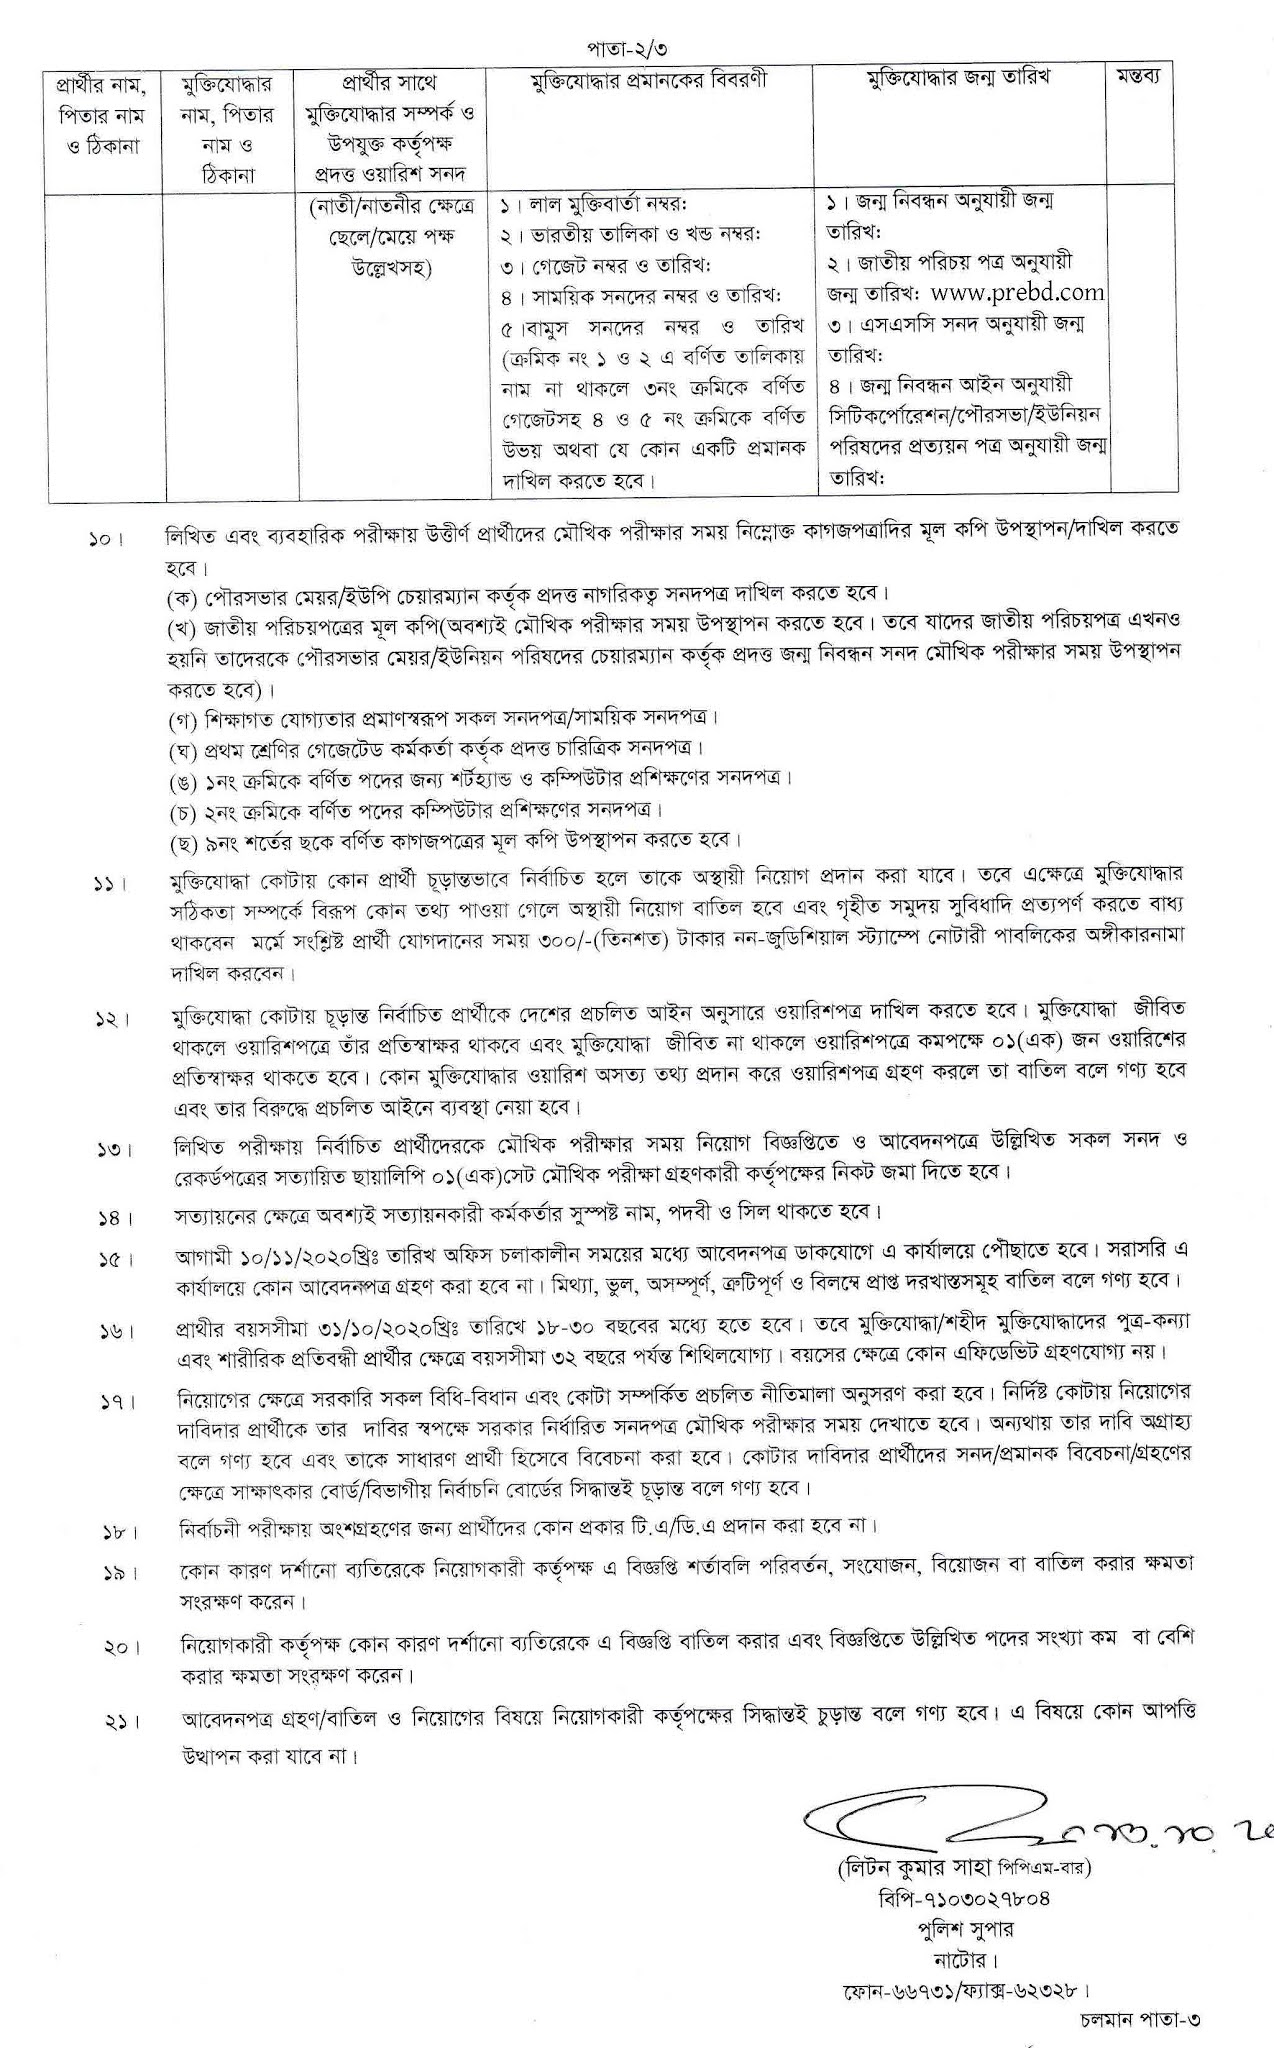 পাতা-২/৩
প্রার্থীর নাম, পিতার নাম ও ঠিকানা
মুক্তিযোদ্ধার নাম, পিতার নাম ও ঠিকানা
প্রার্থীর সাথে মুক্তিযোদ্ধার সম্পর্ক ও উপযুক্ত কর্তৃপক্ষ প্রদত্ত ওয়ারিশ সনদ
মুক্তিযোদ্ধার প্রমানকের বিবরণী
মুক্তিযোদ্ধার জন্ম তারিখ
মন্তব্য
(নাতী/নাতনীর ক্ষেত্রে
ছেলে/মেয়ে পক্ষ
উল্লেখসহ)
১। লাল মুক্তিবার্তা নম্বর:
২। ভারতীয় তালিকা ও খন্ড নম্বর:
৩। গেজেট নম্বর ও তারিখ:
৪। সাময়িক সনদের নম্বর ও তারিখ:
৫।বামুস সনদের নম্বর ও তারিখ
(ক্রমিক নং ১ ও ২ এ বর্ণিত তালিকায়
নাম না থাকলে ৩নং ক্রমিকে বর্ণিত
গেজেটসহ ৪ ও ৫ নং ক্রমিকে বর্ণিত
উভয় অথবা যে কোন একটি প্রমানক
দাখিল করতে হবে।
১। জন্ম নিবন্ধন অনুযায়ী জন্ম
তারিখ:
২। জাতীয় পরিচয় পত্র অনুযায়ী
জন্ম তারিখ: www.prebd.com
৩। এসএসসি সনদ অনুযায়ী জন্ম
তারিখ:
৪। জন্ম নিবন্ধন আইন অনুযায়ী
সিটিকর্পোরেশন/পৌরসভা/ইউনিয়ন
পরিষদের প্রত্যয়ন পত্র অনুযায়ী জন্ম
তারিখ:
১০। লিখিত এবং ব্যবহারিক পরীক্ষায় উত্তীর্ণ প্রার্থীদের মৌখিক পরীক্ষার সময় নিম্নোক্ত কাগজপত্রাদির মূল কপি উপস্থাপন/দাখিল করতে
হবে।
(ক) পৌরসভার মেয়র/ইউপি চেয়ারম্যান কর্তৃক প্রদত্ত নাগরিকত্ব সনদপত্র দাখিল করতে হবে।
(খ) জাতীয় পরিচয়পত্রের মূল কপি(অবশ্যই মৌখিক পরীক্ষার সময় উপস্থাপন করতে হবে। তবে যাদের জাতীয় পরিচয়পত্র এখনও
হয়নি তাদেরকে পৌরসভার মেয়র/ইউনিয়ন পরিষদের চেয়ারম্যান কর্তৃক প্রদত্ত জন্ম নিবন্ধন সনদ মৌখিক পরীক্ষার সময় উপস্থাপন
করতে হবে)।
(গ) শিক্ষাগত যোগ্যতার প্রমাণস্বরূপ সকল সনদপত্র/সাময়িক সনদপত্র।
(ঘ) প্রথম শ্রেণির গেজেটেড কর্মকর্তা কর্তৃক প্রদত্ত চারিত্রিক সনদপত্র।
(ঙ) ১নং ক্রমিকে বর্ণিত পদের জন্য শর্টহ্যান্ড ও কম্পিউটার প্রশিক্ষণের সনদপত্র।
(চ) ২নং ক্রমিকে বর্ণিত পদের কম্পিউটার প্রশিক্ষণের সনদপত্র।
(ছ) ৯নং শর্তের ছকে বর্ণিত কাগজপত্রের মূল কপি উপস্থাপন করতে হবে।
১১। মুক্তিযোদ্ধা কোটায় কোন প্রার্থী চূড়ান্তভাবে নির্বাচিত হলে তাকে অস্থায়ী নিয়োগ প্রদান করা যাবে। তবে এক্ষেত্রে মুক্তিযোদ্ধার
সঠিকতা সম্পর্কে বিরূপ কোন তথ্য পাওয়া গেলে অস্থায়ী নিয়োগ বাতিল হবে এবং গৃহীত সমুদয় সুবিধাদি প্রত্যপর্ণ করতে বাধ্য
থাকবেন মর্মে সংশ্লিষ্ট প্রার্থী যোগদানের সময় ৩০০/-(তিনশত) টাকার নন-জুডিশিয়াল স্ট্যাম্পে নোটারী পাবলিকের অঙ্গীকারনামা
দাখিল করবেন।
১২। মুক্তিযোদ্ধা কোটায় চূড়ান্ত নির্বাচিত প্রার্থীকে দেশের প্রচলিত আইন অনুসারে ওয়ারিশপত্র দাখিল করতে হবে। মুক্তিযোদ্ধা জীবিত
থাকলে ওয়ারিশপত্রে তাঁর প্রতিস্বাক্ষর থাকবে এবং মুক্তিযোদ্ধা জীবিত না থাকলে ওয়ারিশপত্রে কমপক্ষে ০১(এক) জন ওয়ারিশের
প্রতিস্বাক্ষর থাকতে হবে। কোন মুক্তিযোদ্ধার ওয়ারিশ অসত্য তথ্য প্রদান করে ওয়ারিশপত্র গ্রহণ করলে তা বাতিল বলে গণ্য হবে
এবং তার বিরুদ্ধে প্রচলিত আইনে ব্যবস্থা নেয়া হবে।
১৩। লিখিত পরীক্ষায় নির্বাচিত প্রার্থীদেরকে মৌখিক পরীক্ষার সময় নিয়োগ বিজ্ঞপ্তিতে ও আবেদনপত্রে উল্লিখিত সকল সনদ ও
রেকর্ডপত্রের সত্যায়িত ছায়ালিপি ০১(এক)সেট মৌখিক পরীক্ষা গ্রহণকারী কর্তৃপক্ষের নিকট জমা দিতে হবে।
১৪। সত্যায়নের ক্ষেত্রে অবশ্যই সত্যায়নকারী কর্মকর্তার সুস্পষ্ট নাম, পদবী ও সিল থাকতে হবে।
১৫। আগামী ১০/১১/২০২০খ্রিঃ তারিখ অফিস চলাকালীন সময়ের মধ্যে আবেদনপত্র ডাকযোগে এ কার্যালয়ে পৌঁছাতে হবে। সরাসরি এ
কার্যালয়ে কোন আবেদনপত্র গ্রহণ করা হবে না। মিথ্যা, ভুল, অসম্পূর্ণ, ত্রুটিপূর্ণ ও বিলম্বে প্রাপ্ত দরখাস্তসমূহ বাতিল বলে গণ্য হবে।
১৬। প্রার্থীর বয়সসীমা ৩১/১০/২০২০খ্রিঃ তারিখে ১৮-৩০ বছরের মধ্যে হতে হবে। তবে মুক্তিযোদ্ধা/শহীদ মুক্তিযোদ্ধাদের পুত্র-কন্যা
এবং শারীরিক প্রতিবন্ধী প্রার্থীর ক্ষেত্রে বয়সসীমা ৩২ বছরে পর্যন্ত শিথিলযোগ্য। বয়সের ক্ষেত্রে কোন এফিডেভিট গ্রহণযোগ্য নয়।
১৭। নিয়োগের ক্ষেত্রে সরকারি সকল বিধি-বিধান এবং কোটা সম্পর্কিত প্রচলিত নীতিমালা অনুসরণ করা হবে। নির্দিষ্ট কোটায় নিয়োগের
দাবিদার প্রার্থীকে তার দাবির স্বপক্ষে সরকার নির্ধারিত সনদপত্র মৌখিক পরীক্ষার সময় দেখাতে হবে। অন্যথায় তার দাবি অগ্রাহ্য
বলে গণ্য হবে এবং তাকে সাধারণ প্রার্থী হিসেবে বিবেচনা করা হবে। কোটার দাবিদার প্রার্থীদের সনদ/প্রমানক বিবেচনা/গ্রহণের
ক্ষেত্রে সাক্ষাৎকার বোর্ড/বিভাগীয় নির্বাচনি বোর্ডের সিদ্ধান্তই চূড়ান্ত বলে গণ্য হবে।
১৮। নির্বাচনী পরীক্ষায় অংশগ্রহণের জন্য প্রার্থীদের কোন প্রকার টি.এ/ডি.এ প্রদান করা হবে না।
১৯। কোন কারণ দর্শানো ব্যতিরেকে নিয়োগকারী কর্তৃপক্ষ এ বিজ্ঞপ্তি শর্তাবলি পরিবর্তন, সংযোজন, বিয়োজন বা বাতিল করার ক্ষমতা
সংরক্ষণ করেন।
২০। নিয়োগকারী কর্তৃপক্ষ কোন কারণ দর্শানো ব্যতিরেকে এ বিজ্ঞপ্তি বাতিল করার এবং বিজ্ঞপ্তিতে উল্লিখিত পদের সংখ্যা কম বা বেশি
করার ক্ষমতা সংরক্ষণ করেন।
২১। আবেদনপত্র গ্রহণ/বাতিল ও নিয়োগের বিষয়ে নিয়োগকারী কর্তৃপক্ষের সিদ্ধান্তই চুড়ান্ত বলে গণ্য হবে। এ বিষয়ে কোন আপত্তি
উত্থাপন করা যাবে না।
(লিটন কুমার সাহা পিপিএম-বার)
বিপি-৭১০৩০২৭৮০৪
পুলিশ সুপার
নাটোর।
ফোন-৬৬৭৩১/ফ্যাক্স-৬২৩২৮।
চলমান পাতা-৩